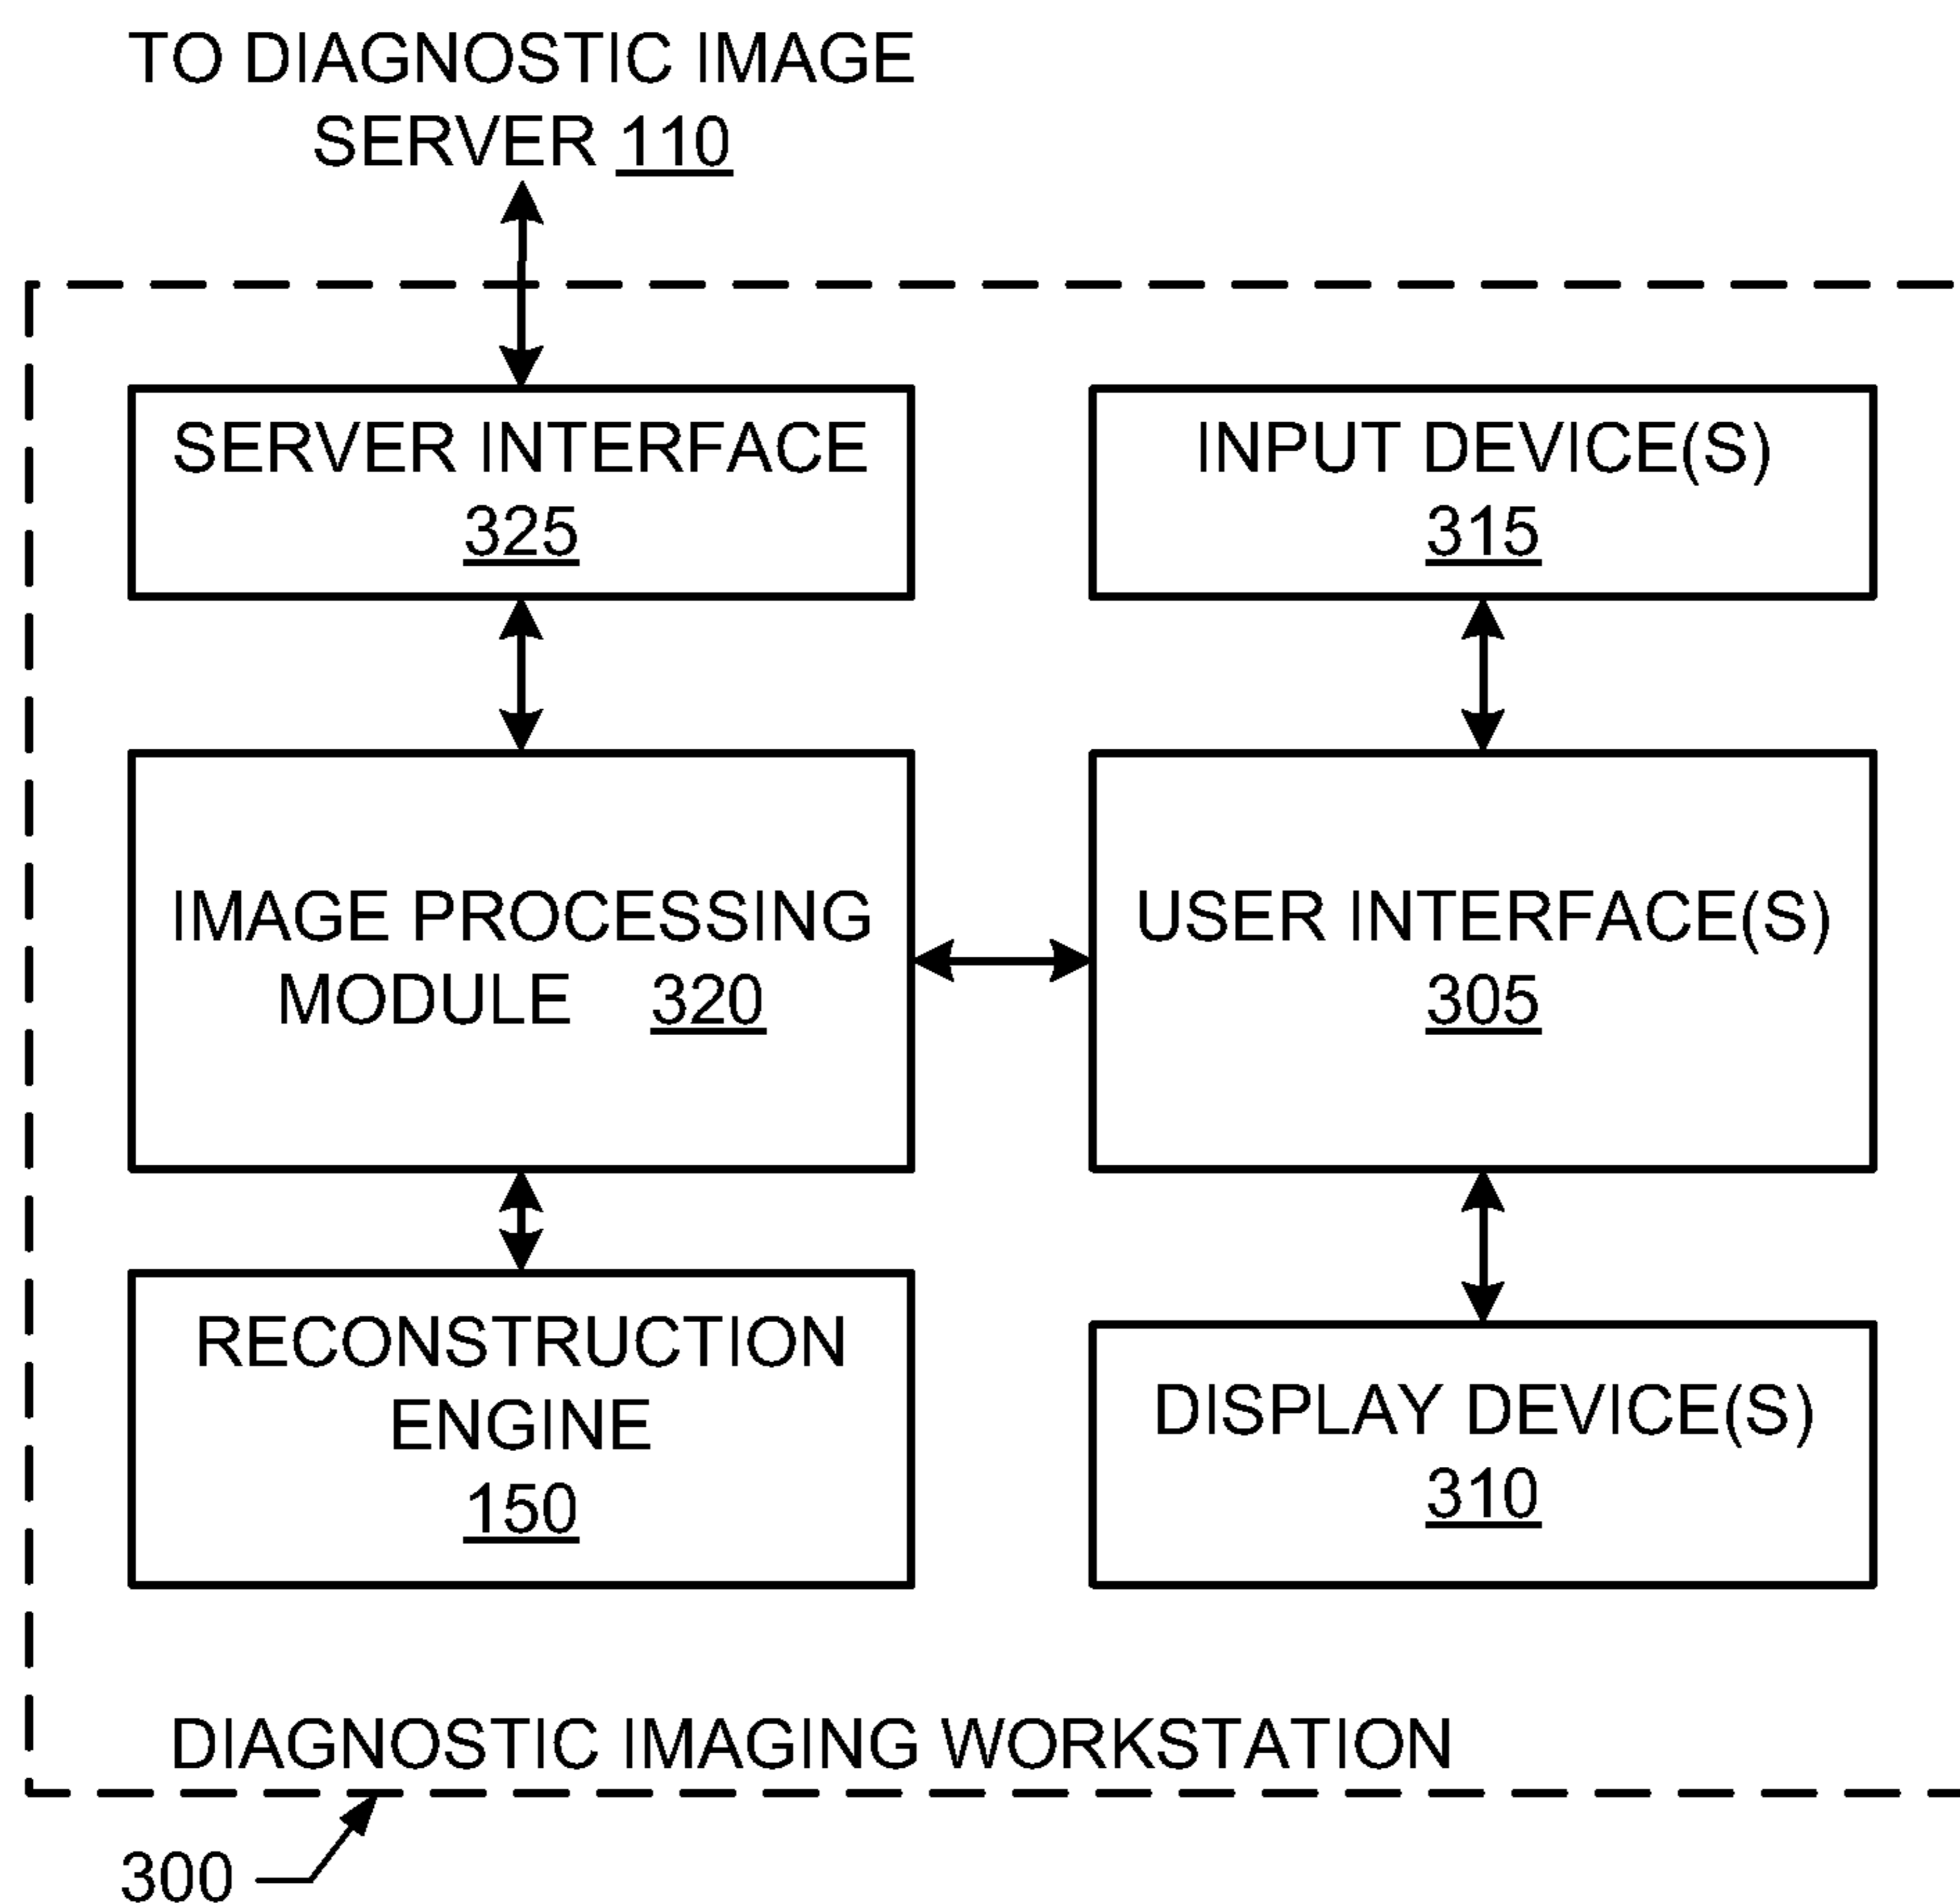 TO DIAGNOSTIC IMAGE
SERVER 110
SERVER INTERFACE
325
INPUT DEVICE(S)
315
IMAGE PROCESSING
MODULE 320
USER INTERFACE(S)
305
RECONSTRUCTION
ENGINE
150
DISPLAY DEVICE(S)
310
DIAGNOSTIC IMAGING WORKSTATION
300